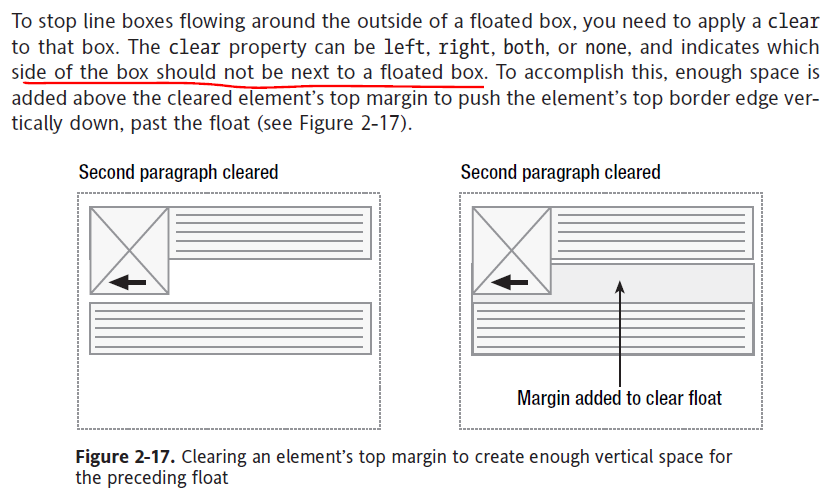 To stop line boxes flowing around the outside of a floated box, you need to apply a clear
to that box. The clear property can be left, right, both, or none, and indicates which
side of the box should not be next to a floated box. To accomplish this, enough space is
added above the cleared element's top margin to push the element's top border edge ver-
tically down, past the float (see Figure 2-17).
Second paragraph cleared
Second paragraph cleared
Margin added to clear float
Figure 2-17. Clearing an element's top margin to create enough vertical space for
the preceding float